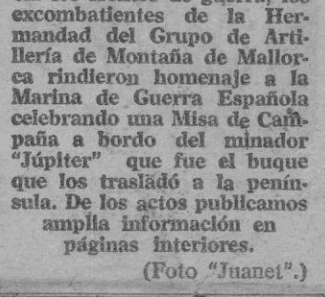 excombatientes de la Her-
mandad del Grupo de Arti-
llería de Montaña de Mallor-
ca rindieron homenaje a la
Marina de Guerra Española
celebrando una Misa de Cam-
paña a bordo del minador
"Júpiter" que fue el buque
que los trasladó a la penín-
sula. De los actos publicamos
amplia información en
páginas interiores.
(Foto "Juanet".)